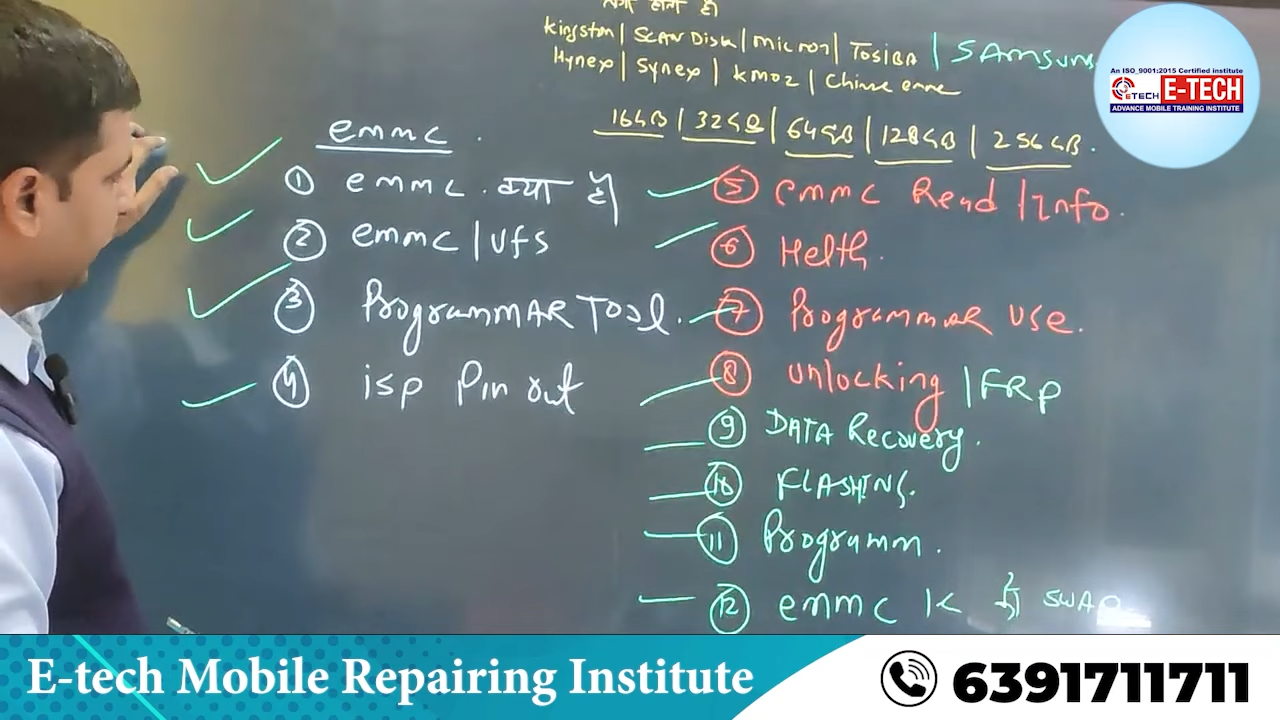 kingston | SCAN Disk | micron | TOSIBA | SAMSUNG
Hynex | Synex | kmoz | Chinese emmc
16GB | 32GB | 64GB | 128GB | 256GB.
emmc.
① emmc. क्या है|
② emmc | Ufs
③ ProgrammAR Tool.
④ isp Pin out
⑤ emmc Read | Info.
⑥ Helth.
⑦ ProgrammeR use.
⑧ unlocking | FRP
⑨ DATA Recovery.
⑩ FLASHING.
⑪ Programm.
⑫ emmc SWAP
An ISO_9001:2015 Certified institute
ETECH E-TECH
ADVANCE MOBILE TRAINING INSTITUTE
E-tech Mobile Repairing Institute
6391711711